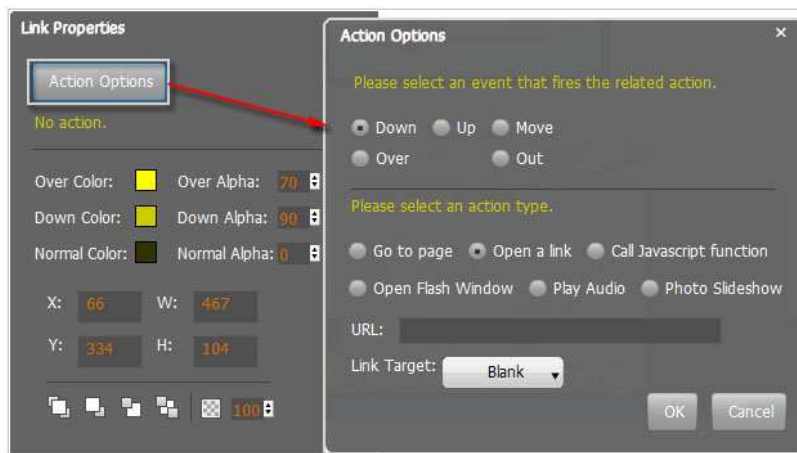 Link Properties
Action Options
No action.
Over Color: Over Alpha: 70
Down Color: Down Alpha: 90
Normal Color: Normal Alpha: 0
X: 66 W: 467
Y: 334 H: 104
100
Action Options
Please select an event that fires the related action.
Down Up Move
Over Out
Please select an action type.
Go to page Open a link Call Javascript function
Open Flash Window Play Audio Photo Slideshow
URL:
Link Target: Blank
OK Cancel